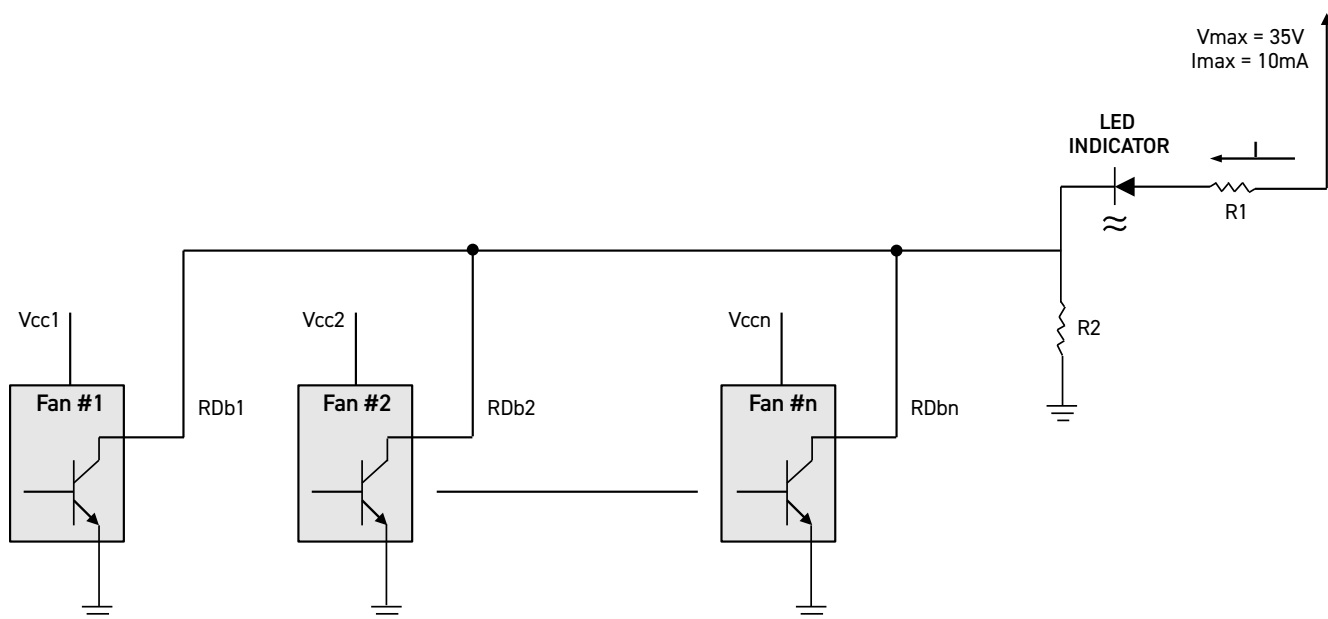 Vmax = 35V
Imax = 10mA
LED
INDICATOR
I
R1
Vcc1
Vcc2
Vccn
R2
Fan #1
RDb1
Fan #2
RDb2
Fan #n
RDbn